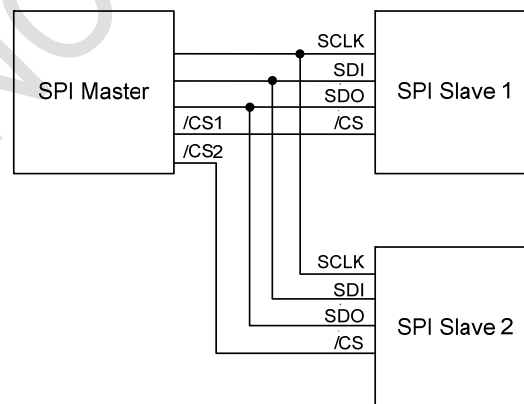 SPI Master
/CS1
/CS2
SCLK
SDI
SDO
/CS
SPI Slave 1
SCLK
SDI
SDO
/CS
SPI Slave 2